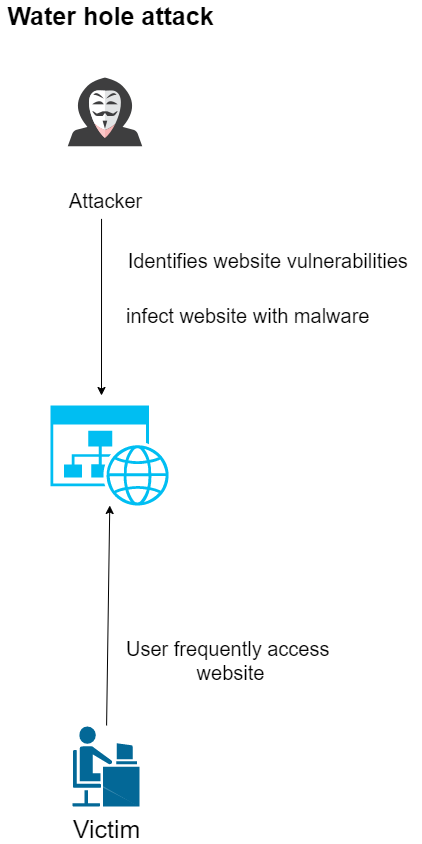 Water hole attack
Attacker
Identifies website vulnerabilities
infect website with malware
User frequently access
website
Victim